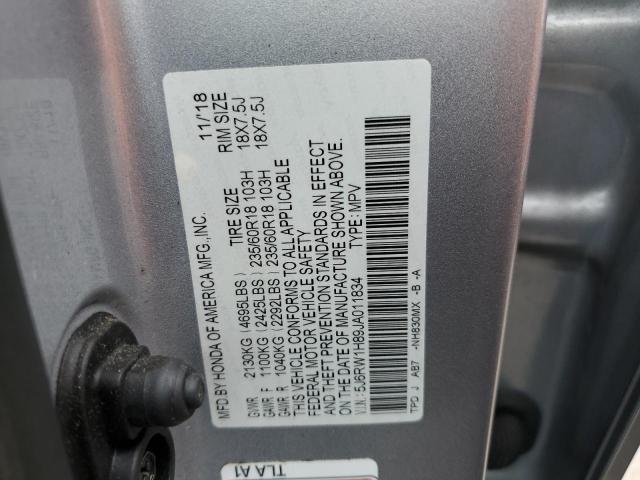 MFD.BY HONDA OF AMERICA MFG.,INC. 11/'18
TIRE SIZE RIM SIZE
GVWR 2130KG (4695LBS)
GAWR F 1100KG (2425LBS) 235/60R18 103H 18X7.5J
GAWR R 1040KG (2292LBS) 235/60R18 103H 18X7.5J
THIS VEHICLE CONFORMS TO ALL APPLICABLE
FEDERAL MOTOR VEHICLE SAFETY
AND THEFT PREVENTION STANDARDS IN EFFECT
ON THE DATE OF MANUFACTURE SHOWN ABOVE.
V.I.N.: 5J6RW1H89JA011834 TYPE: MPV
TPD J AB7 -NH830MX -B -A
TLA A1